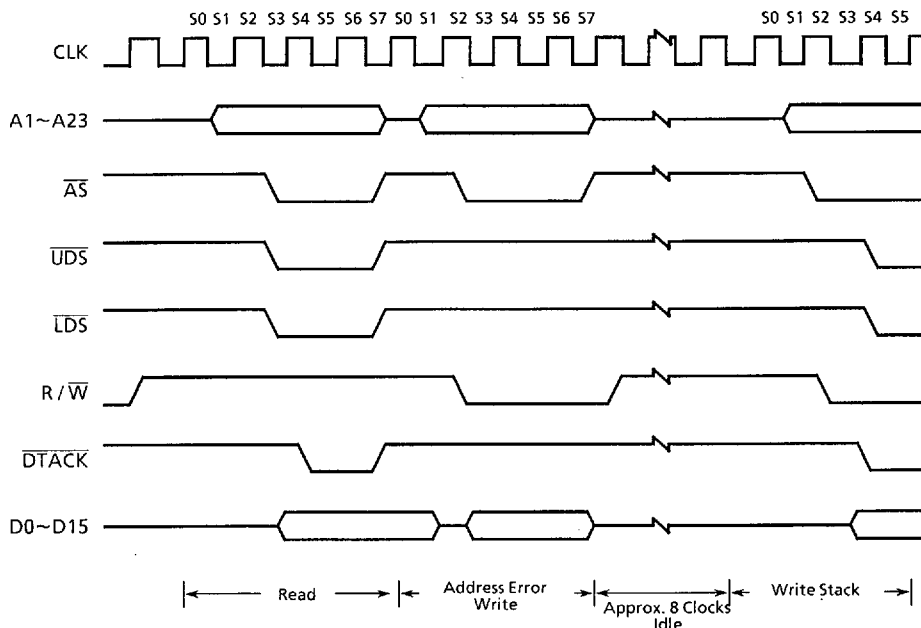 S0 S1 S2 S3 S4 S5 S6 S7 S0 S1 S2 S3 S4 S5 S6 S7 S0 S1 S2 S3 S4 S5
CLK
A1~A23
AS
UDS
LDS
R / W
DTACK
D0~D15
Read
Address Error
Write
Approx. 8 Clocks
Idle
Write Stack